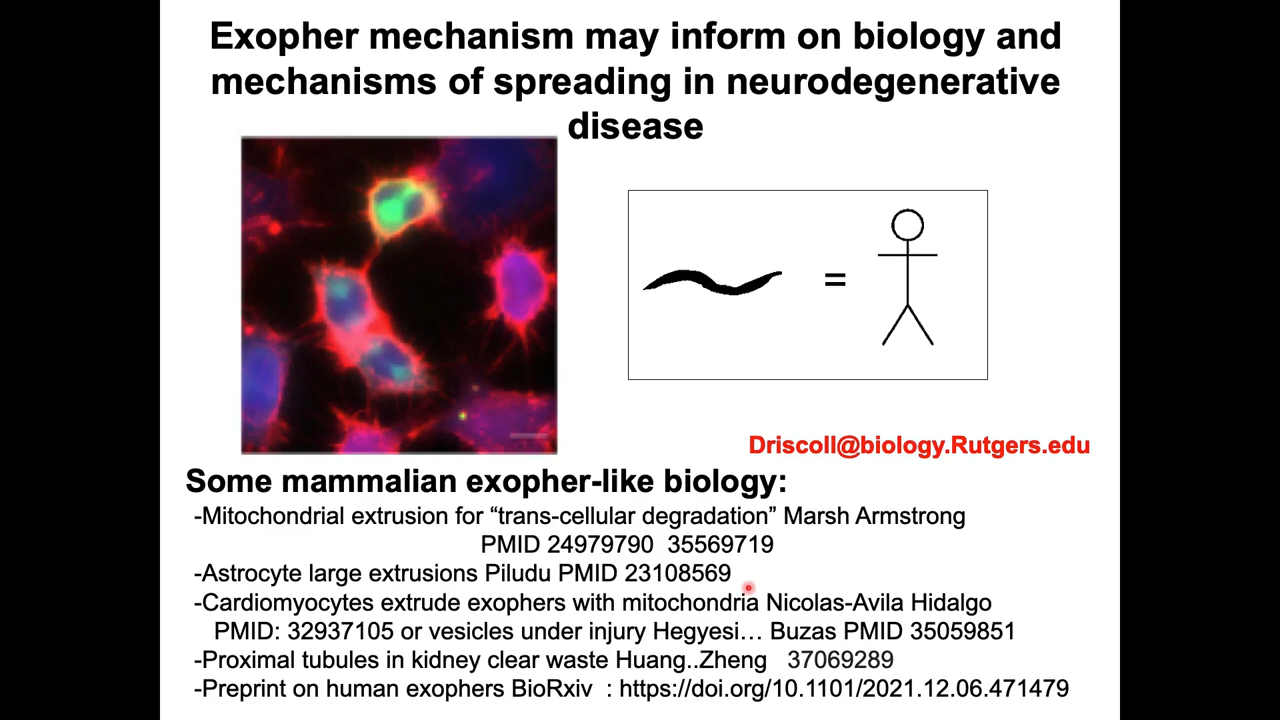 Exopher mechanism may inform on biology and
mechanisms of spreading in neurodegenerative
disease
=
Driscoll@biology.Rutgers.edu
Some mammalian exopher-like biology:
-Mitochondrial extrusion for “trans-cellular degradation” Marsh Armstrong
PMID 24979790 35569719
-Astrocyte large extrusions Piludu PMID 23108569
-Cardiomyocytes extrude exophers with mitochondria Nicolas-Avila Hidalgo
PMID: 32937105 or vesicles under injury Hegyesi… Buzas PMID 35059851
-Proximal tubules in kidney clear waste Huang..Zheng 37069289
-Preprint on human exophers BioRxiv : https://doi.org/10.1101/2021.12.06.471479